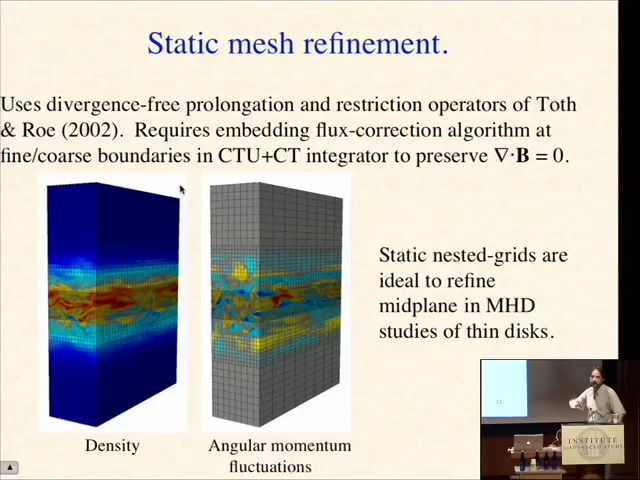 Static mesh refinement.
Uses divergence-free prolongation and restriction operators of Toth
& Roe (2002).  Requires embedding flux-correction algorithm at
fine/coarse boundaries in CTU+CT integrator to preserve ∇·B = 0.
Static nested-grids are
ideal to refine
midplane in MHD
studies of thin disks.
Density
Angular momentum
fluctuations
12
INSTITUTE
for ADVANCED STUDY